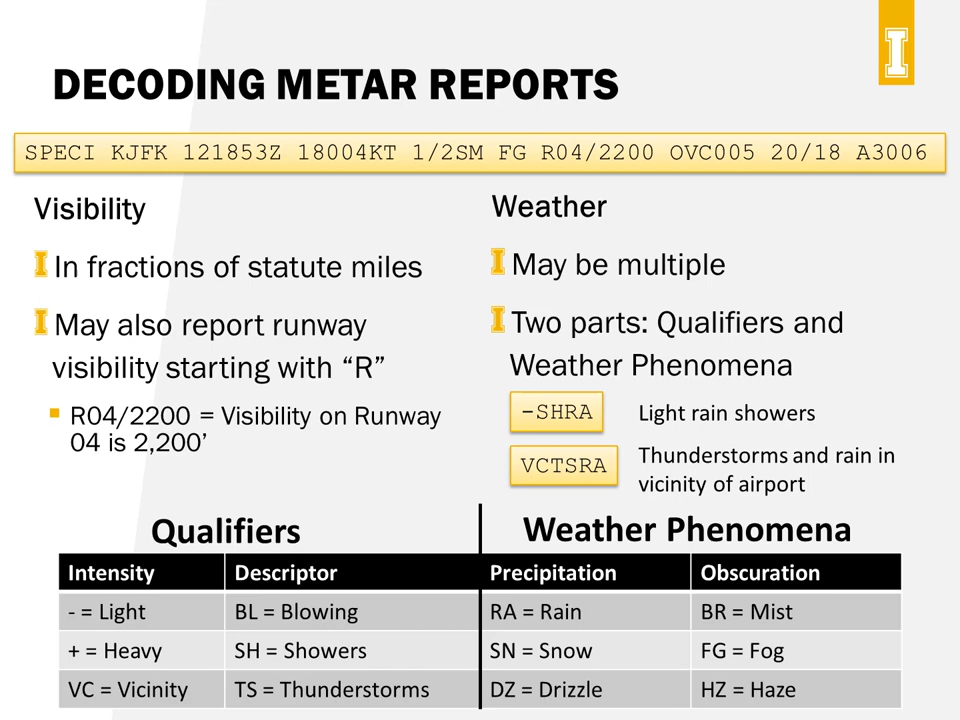 DECODING METAR REPORTS
SPECI KJFK 121853Z 18004KT 1/2SM FG R04/2200 OVC005 20/18 A3006
Visibility
In fractions of statute miles
May also report runway
visibility starting with “R”
R04/2200 = Visibility on Runway
04 is 2,200’
Weather
May be multiple
Two parts: Qualifiers and
Weather Phenomena
-SHRA Light rain showers
VCTSRA Thunderstorms and rain in
vicinity of airport
Qualifiers Weather Phenomena
Intensity Descriptor Precipitation Obscuration
- = Light BL = Blowing RA = Rain BR = Mist
+ = Heavy SH = Showers SN = Snow FG = Fog
VC = Vicinity TS = Thunderstorms DZ = Drizzle HZ = Haze